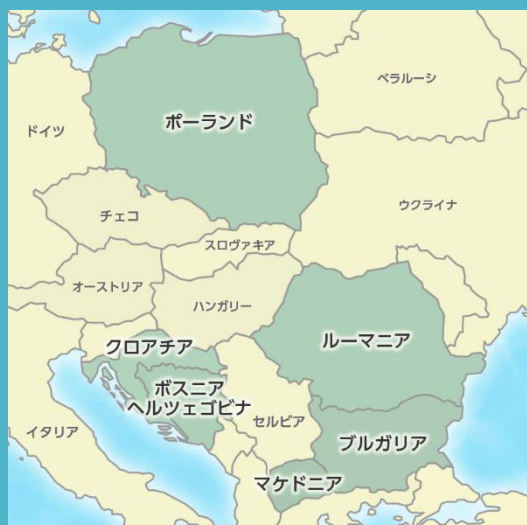 ベラルーシ
ポーランド
ドイツ
ウクライナ
チェコ
スロヴァキア
オーストリア
ハンガリー
ルーマニア
クロアチア
ボスニア
ヘルツェゴビナ
セルビア
イタリア
ブルガリア
マケドニア